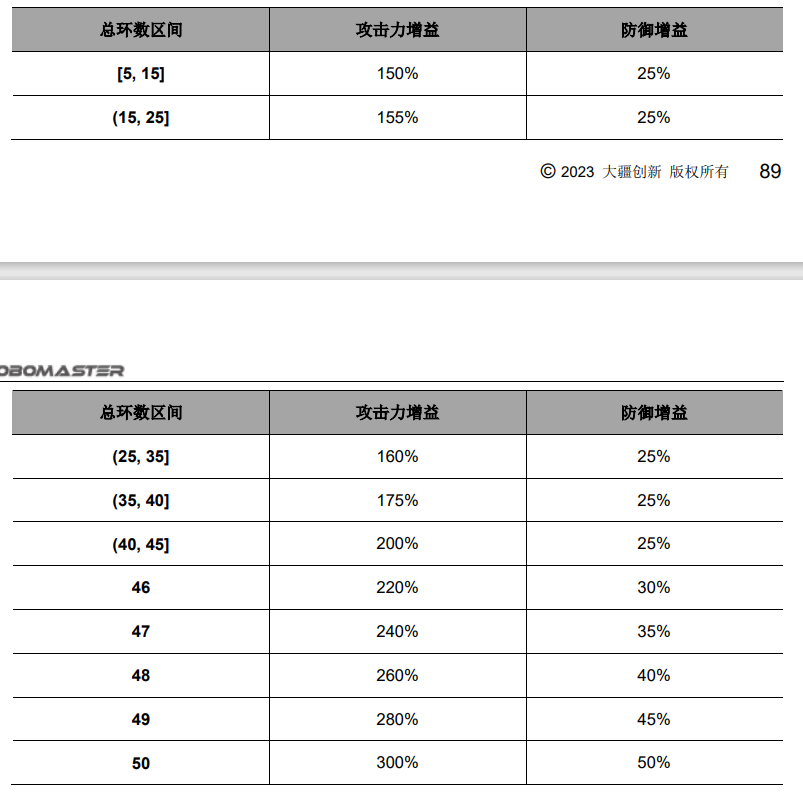 总环数区间 攻击力增益 防御增益
[5, 15] 150% 25%
(15, 25] 155% 25%
© 2023 大疆创新 版权所有 89
OBOMASTER
总环数区间 攻击力增益 防御增益
(25, 35] 160% 25%
(35, 40] 175% 25%
(40, 45] 200% 25%
46 220% 30%
47 240% 35%
48 260% 40%
49 280% 45%
50 300% 50%